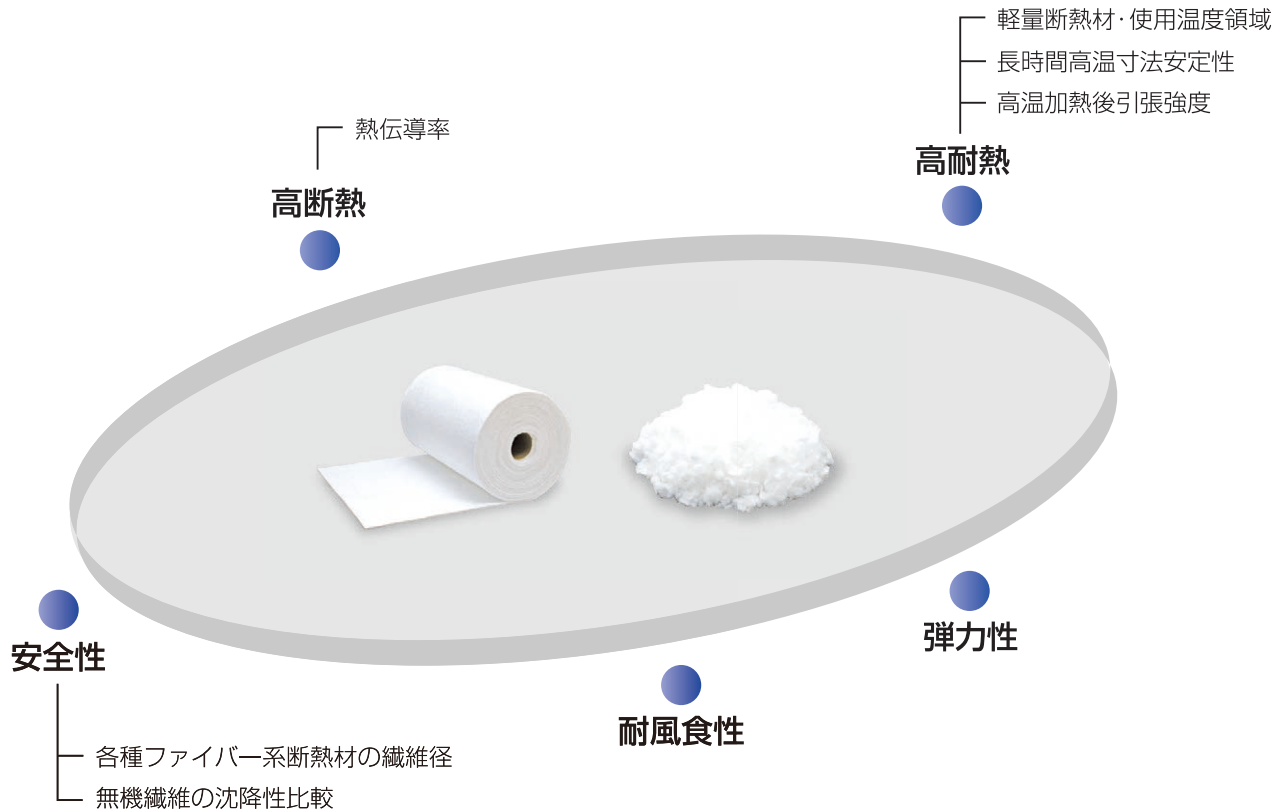 軽量断熱材・使用温度領域
長時間高温寸法安定性
高温加熱後引張強度
高耐熱
熱伝導率
高断熱
弾力性
安全性
耐風食性
各種ファイバー系断熱材の繊維径
無機繊維の沈降性比較